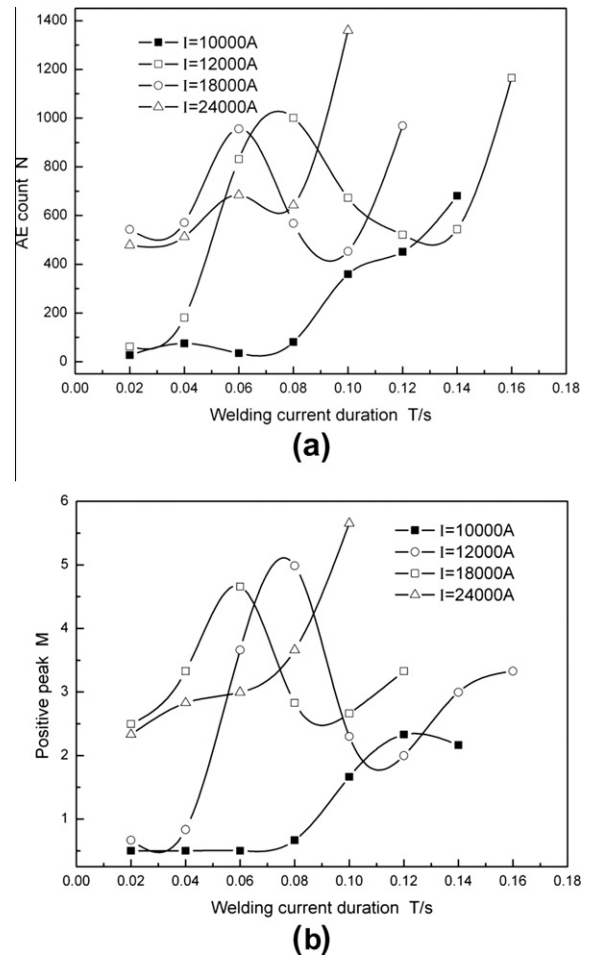 1400
1200
1000
800
600
400
200
0
AE count N
I=10000A
I=12000A
I=18000A
I=24000A
0.00 0.02 0.04 0.06 0.08 0.10 0.12 0.14 0.16 0.18
Welding current duration T/s
(a)
6
5
4
3
2
1
Positive peak M
I=10000A
I=12000A
I=18000A
I=24000A
0.00 0.02 0.04 0.06 0.08 0.10 0.12 0.14 0.16 0.18
Welding current duration T/s
(b)